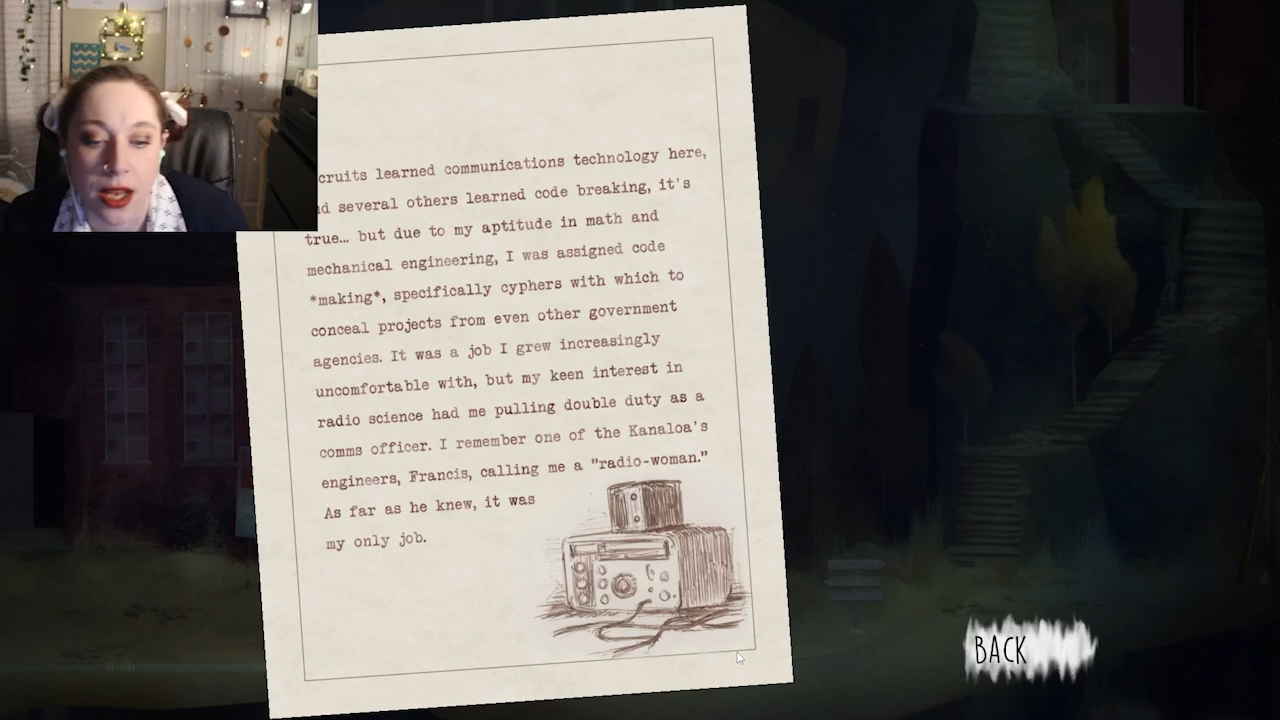 cruits learned communications technology here,
d several others learned code breaking, it's
true… but due to my aptitude in math and
mechanical engineering, I was assigned code
*making*, specifically cyphers with which to
conceal projects from even other government
agencies. It was a job I grew increasingly
uncomfortable with, but my keen interest in
radio science had me pulling double duty as a
comms officer. I remember one of the Kanaloa's
engineers, Francis, calling me a "radio-woman."
As far as he knew, it was
my only job.
BACK